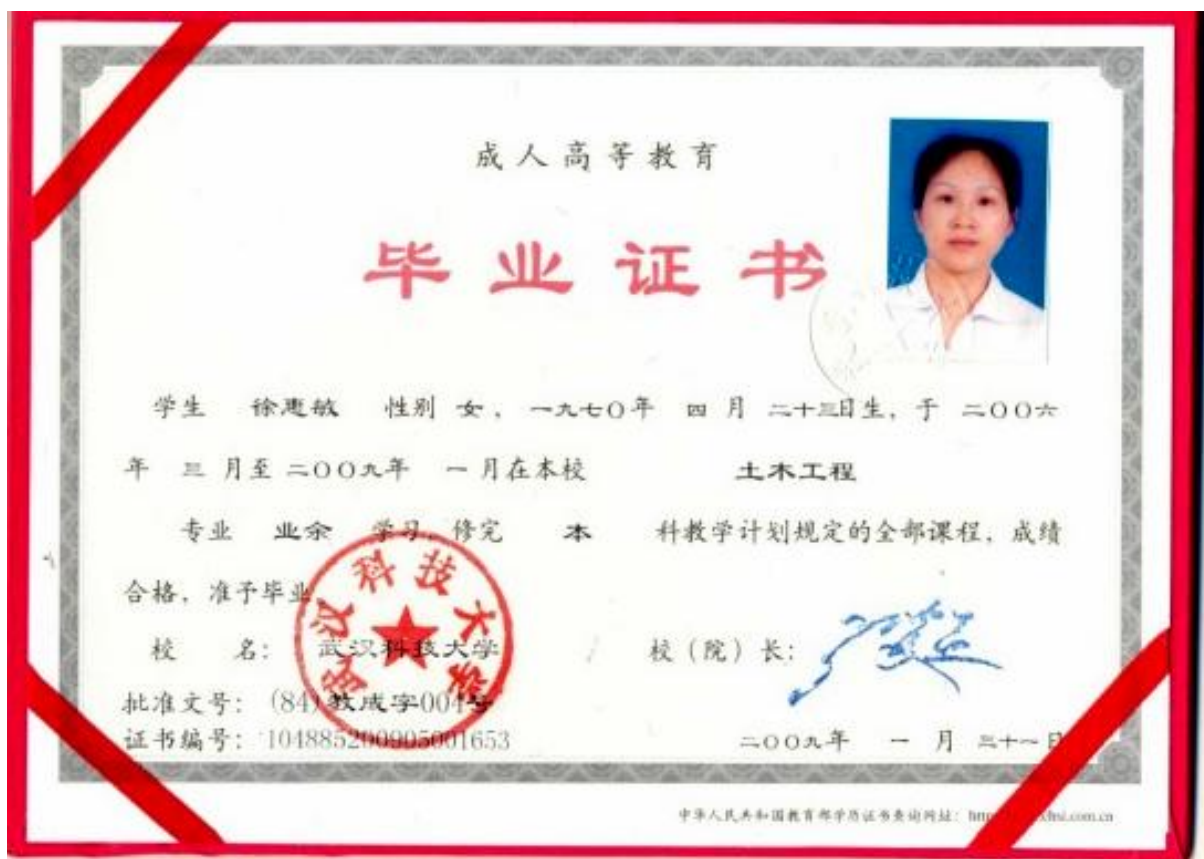 成人高等教育
毕业证书
学生 徐惠敏 性别 女，一九七〇年 四 月 二十三日生，于 二〇〇六
年 三 月至 二〇〇九年 一月在本校 土木工程
专业 业余 学习，修完 本 科教学计划规定的全部课程，成绩
合格，准予毕业
校 名： 武汉科技大学 校（院）长：
批准文号：(84)教成字004号
证书编号：104885200905001653
二〇〇九年 一 月 三十一日
武汉科技大学
中华人民共和国教育部学历证书查询网址：